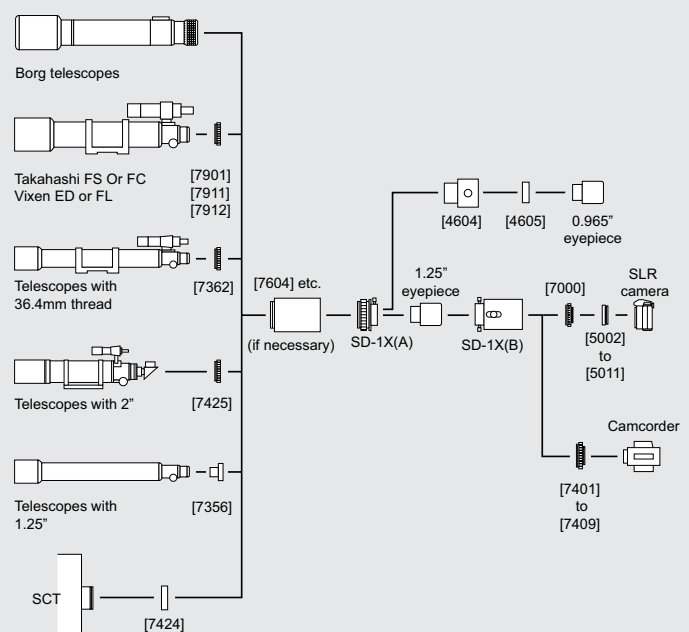 Borg telescopes
Takahashi FS Or FC
Vixen ED or FL
[7901]
[7911]
[7912]
Telescopes with
36.4mm thread
[7362]
Telescopes with 2”
[7425]
Telescopes with
1.25”
[7356]
SCT
[7424]
[7604] etc.
(if necessary)
SD-1X(A)
[4604]
[4605]
0.965”
eyepiece
1.25”
eyepiece
SD-1X(B)
[7000]
[5002]
to
[5011]
SLR
camera
Camcorder
[7401]
to
[7409]